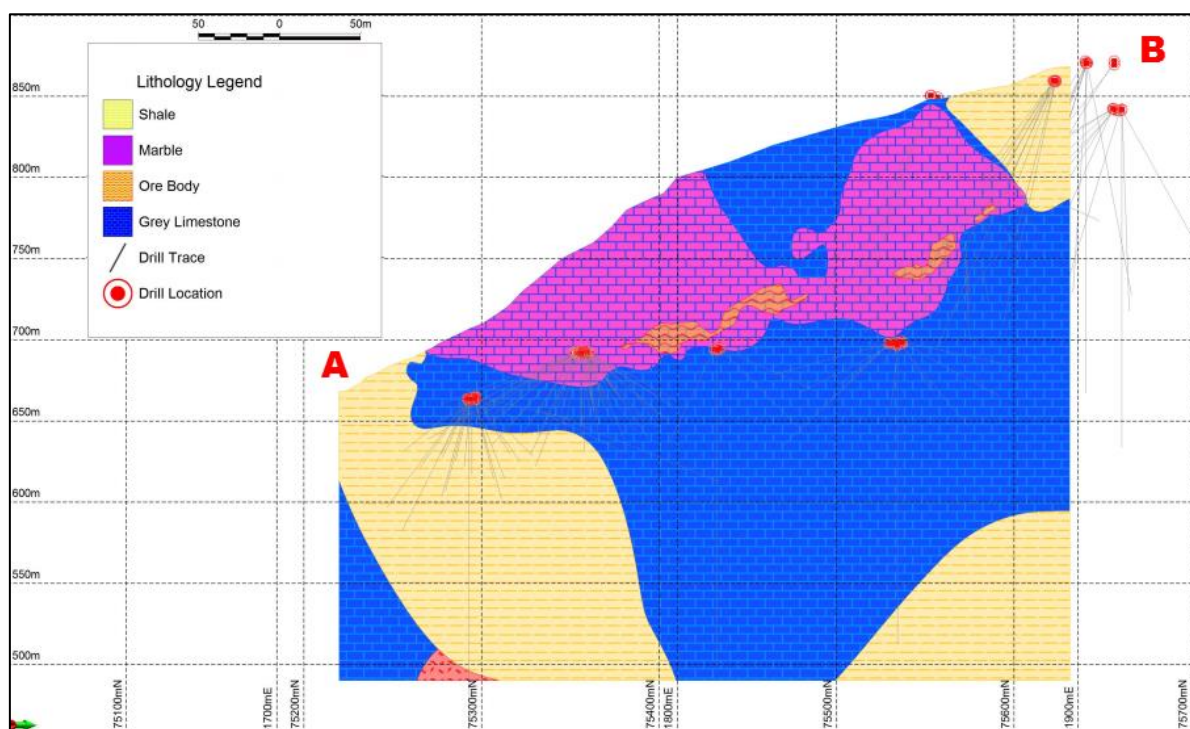 50 0 50m
Lithology Legend
Shale
Marble
Ore Body
Grey Limestone
Drill Trace
Drill Location
A
B
850m
800m
750m
700m
650m
600m
550m
500m
75100mN
1700mE
75200mN
75300mN
75400mN
1800mE
75500mN
75600mN
1900mE
75700mN